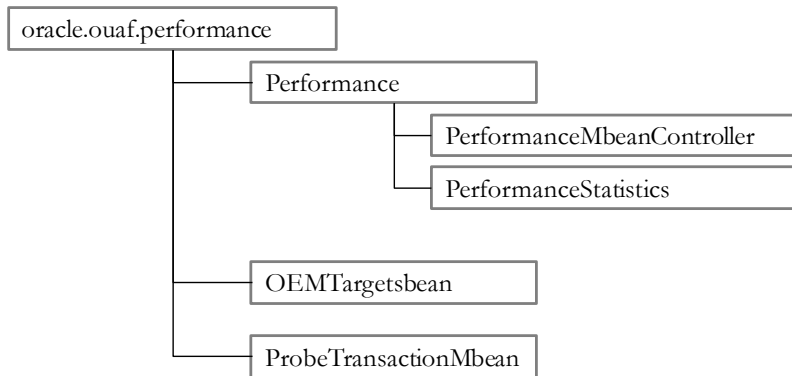 oracle.ouaf.performance
Performance
PerformanceMbeanController
PerformanceStatistics
OEMTargetsbean
ProbeTransactionMbean